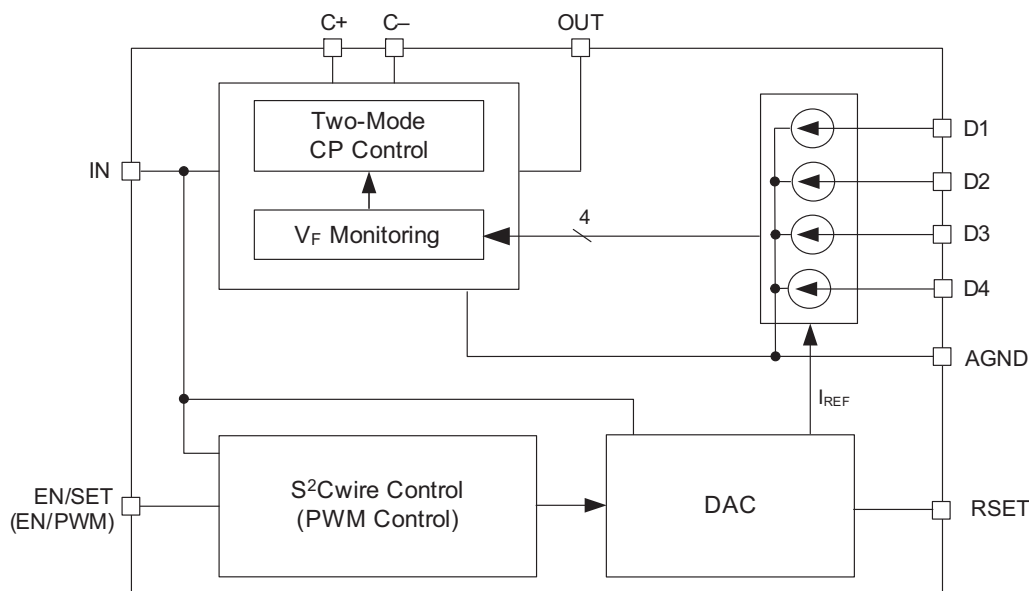 C+
C–
OUT
Two-Mode
CP Control
IN
V_F Monitoring
4
D1
D2
D3
D4
AGND
I_REF
EN/SET
(EN/PWM)
S²Cwire Control
(PWM Control)
DAC
RSET